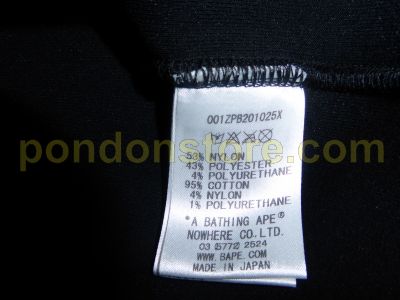 001ZPB201025X
pondonstore.com
53% NYLON
43% POLYESTER
4% POLYURETHANE
95% COTTON
4% NYLON
1% POLYURETHANE
"A BATHING APE®
NOWHERE CO.,LTD.
03 (5772) 2524
WWW.BAPE.COM
MADE IN JAPAN